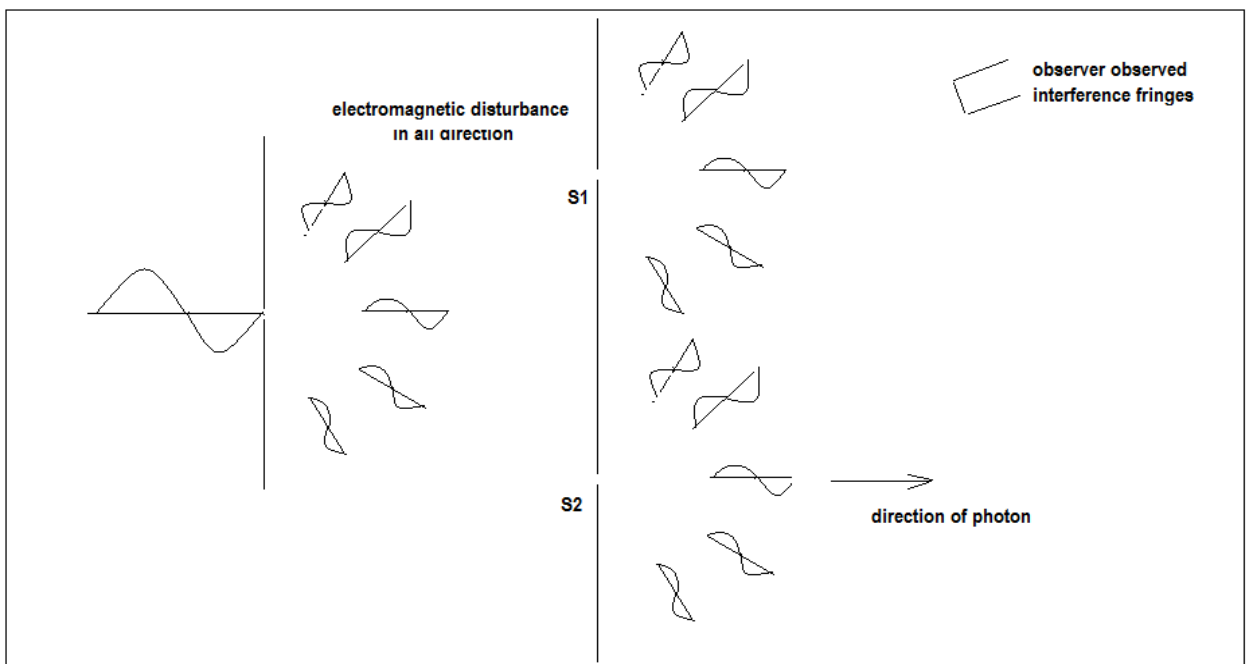 electromagnetic disturbance
in all direction
observer observed
interference fringes
S1
S2
direction of photon